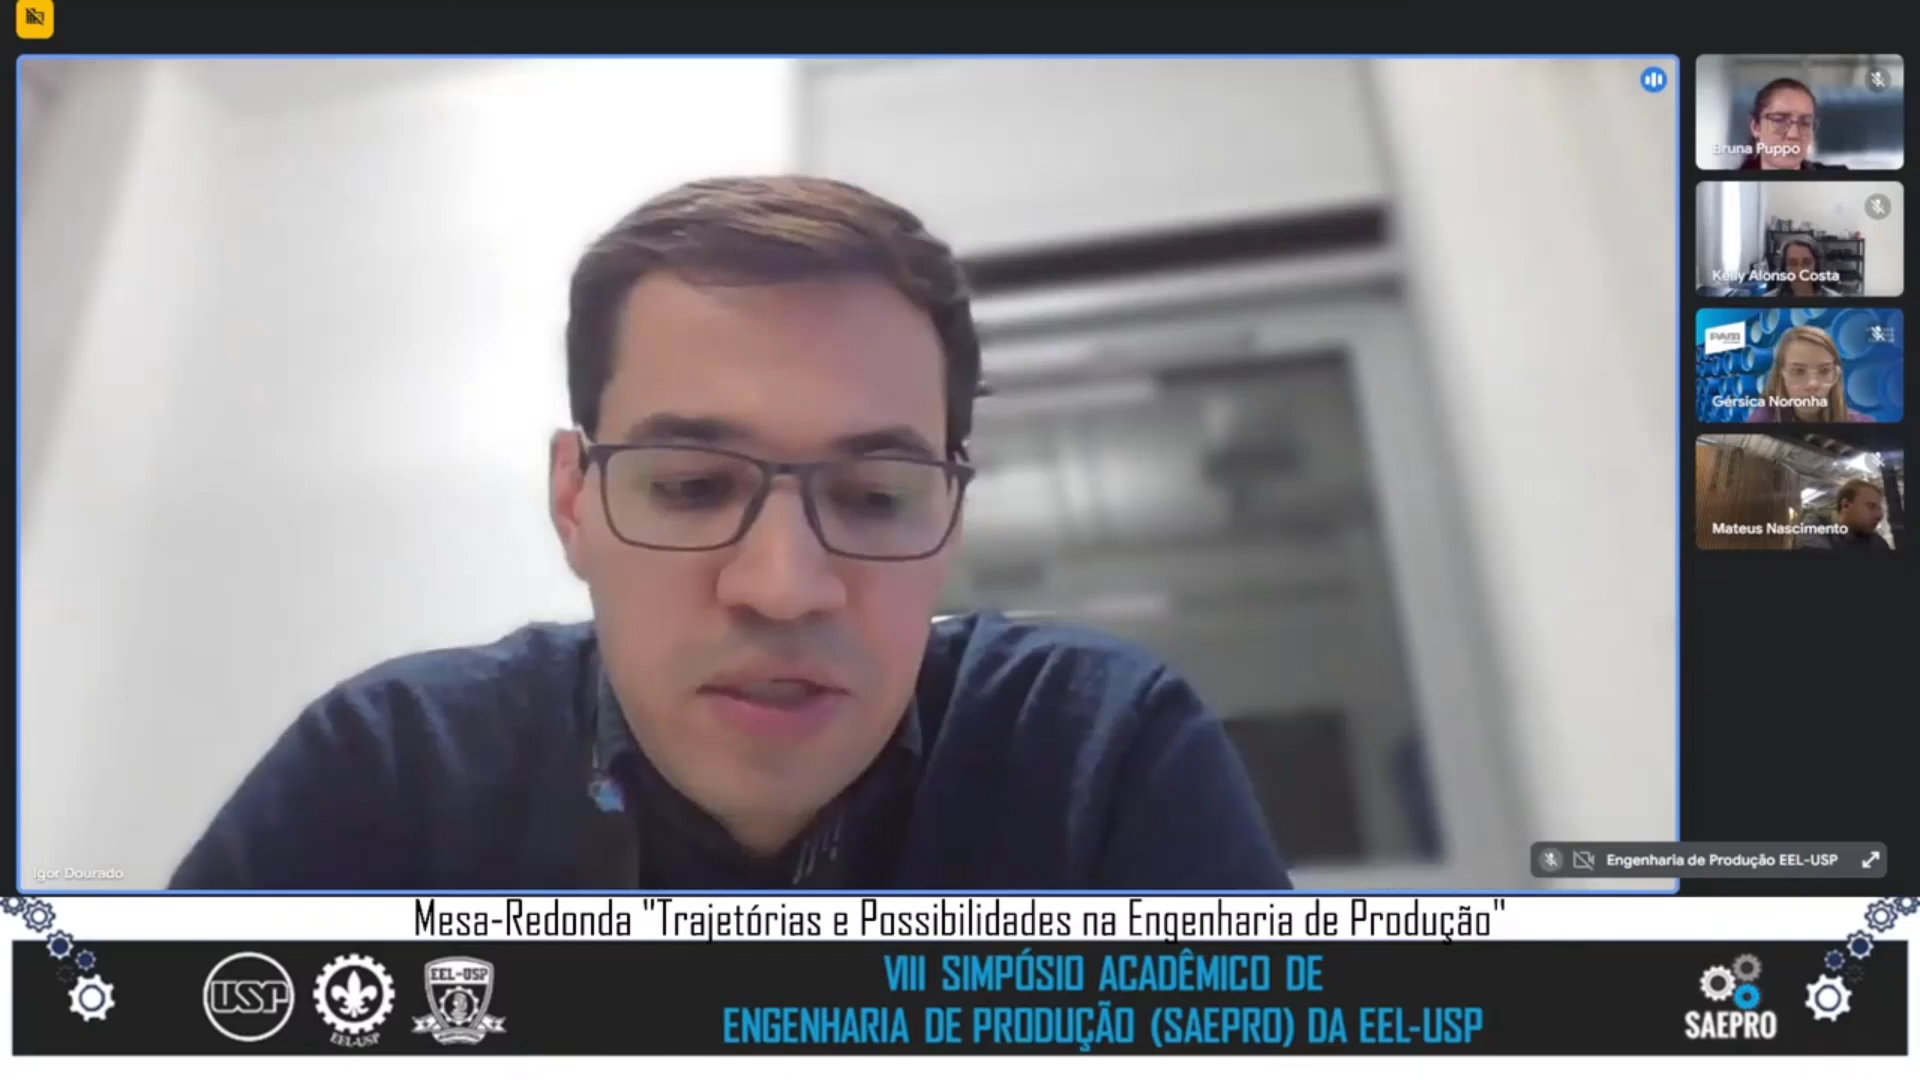 Bruna Puppo
Kelly Alonso Costa
PAM
Gérsica Noronha
Mateus Nascimento
Igor Dourado
Engenharia de Produção EEL-USP
Mesa-Redonda "Trajetórias e Possibilidades na Engenharia de Produção"
USP
EEL-USP
EEL-USP
VIII SIMPÓSIO ACADÊMICO DE
ENGENHARIA DE PRODUÇÃO (SAEPRO) DA EEL-USP
SAEPRO